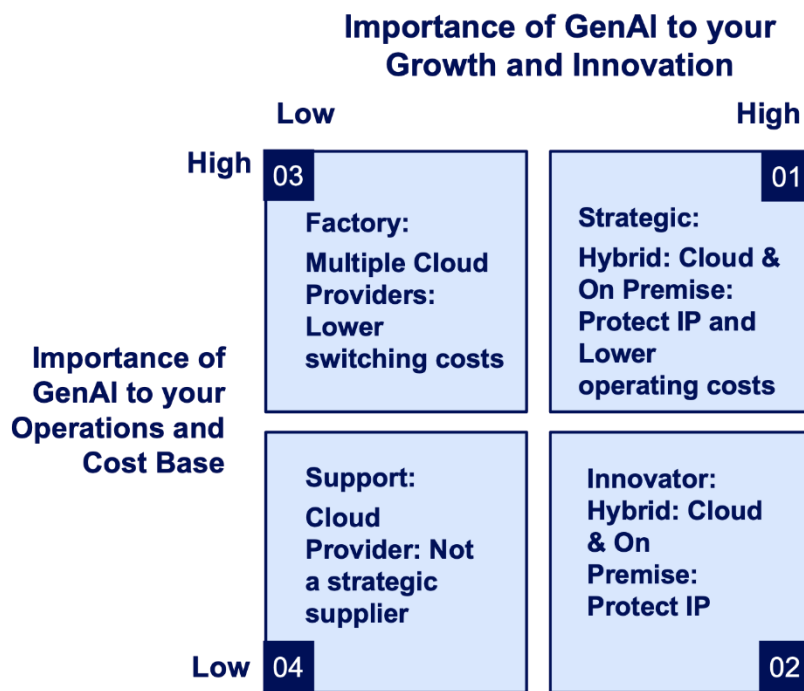 Importance of GenAI to your
Growth and Innovation
Low
High
High
03
Factory:
Multiple Cloud
Providers:
Lower
switching costs
01
Strategic:
Hybrid: Cloud &
On Premise:
Protect IP and
Lower
operating costs
Importance of
GenAI to your
Operations and
Cost Base
Support:
Cloud
Provider: Not
a strategic
supplier
Low
04
Innovator:
Hybrid: Cloud
& On
Premise:
Protect IP
02